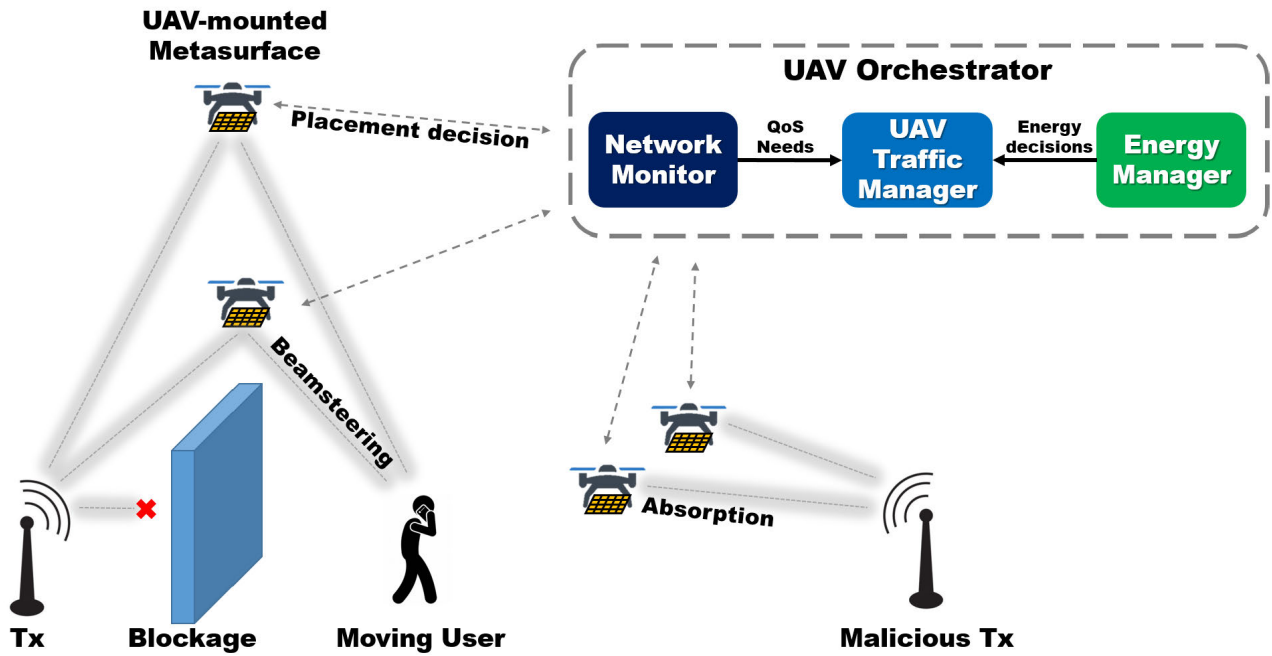 UAV-mounted
Metasurface
Placement decision
UAV Orchestrator
Network
Monitor
QoS
Needs
UAV
Traffic
Manager
Energy
decisions
Energy
Manager
Beamsteering
Absorption
Tx
Blockage
Moving User
Malicious Tx